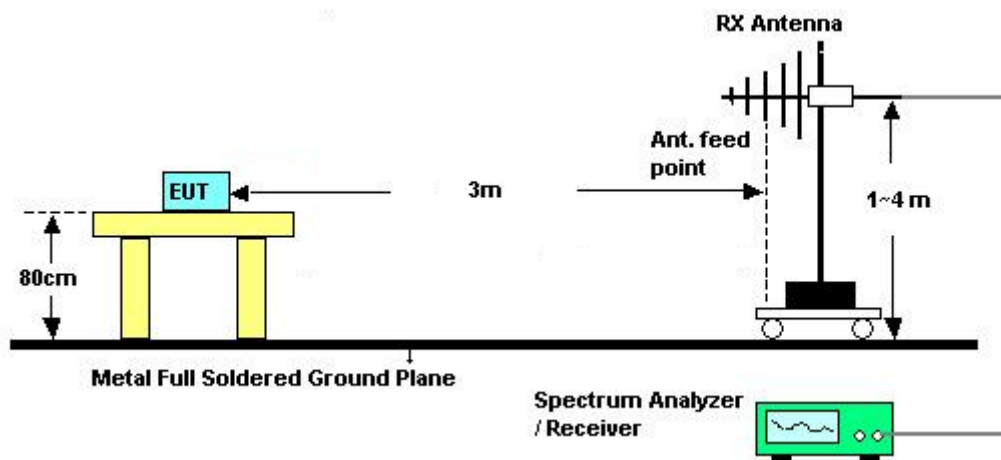 RX Antenna
Ant. feed
point
EUT
3m
1~4 m
80cm
Metal Full Soldered Ground Plane
Spectrum Analyzer
/ Receiver